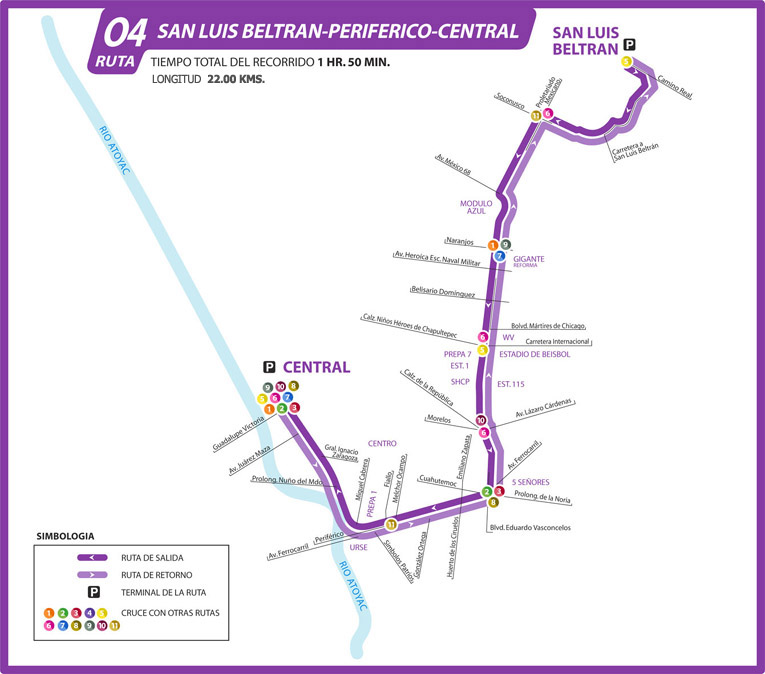 04
RUTA
SAN LUIS BELTRAN-PERIFERICO-CENTRAL
TIEMPO TOTAL DEL RECORRIDO 1 HR. 50 MIN.
LONGITUD 22.00 KMS.
SAN LUIS
BELTRAN
P
5
Camino Real
Proletariado
Mexicano
Soconusco
11
6
Carretera a
San Luis Beltrán
RIO ATOYAC
Av. México 68
MODULO
AZUL
Naranjos
1
9
7
GIGANTE
REFORMA
Av. Heroica Esc. Naval Militar
Belisario Dominguez
Calz. Niños Héroes de Chapultepec
Bolvd. Mártires de Chicago,
6
WV
Carretera Internacional
5
PREPA 7
ESTADIO DE BEISBOL
EST. 1
SHCP
EST. 115
P
CENTRAL
9
10
8
5
6
7
1
2
3
Calz. de la República
10
Av. Lázaro Cárdenas
Morelos
6
Guadalupe Victoria
Av. Juárez Maza
Gral. Ignacio
Zaragoza,
CENTRO
Emiliano Zapata,
Av. Ferrocarril
Prolong. Nuño del Mdo.
Miguel Cabrera,
PREPA 1
Fiallo,
Melchor Ocampo,
Cuahutemoc
5 SEÑORES
2
3
8
Prolong. de la Noria
Blvd. Eduardo Vasconcelos
11
Periférico
Av. Ferrocarril
URSE
Simbolos Patrios,
González Ortega
Huerto de los Ciruelos
RIO ATOYAC
SIMBOLOGIA
RUTA DE SALIDA
RUTA DE RETORNO
P
TERMINAL DE LA RUTA
1
2
3
4
5
CRUCE CON OTRAS RUTAS
6
7
8
9
10
11